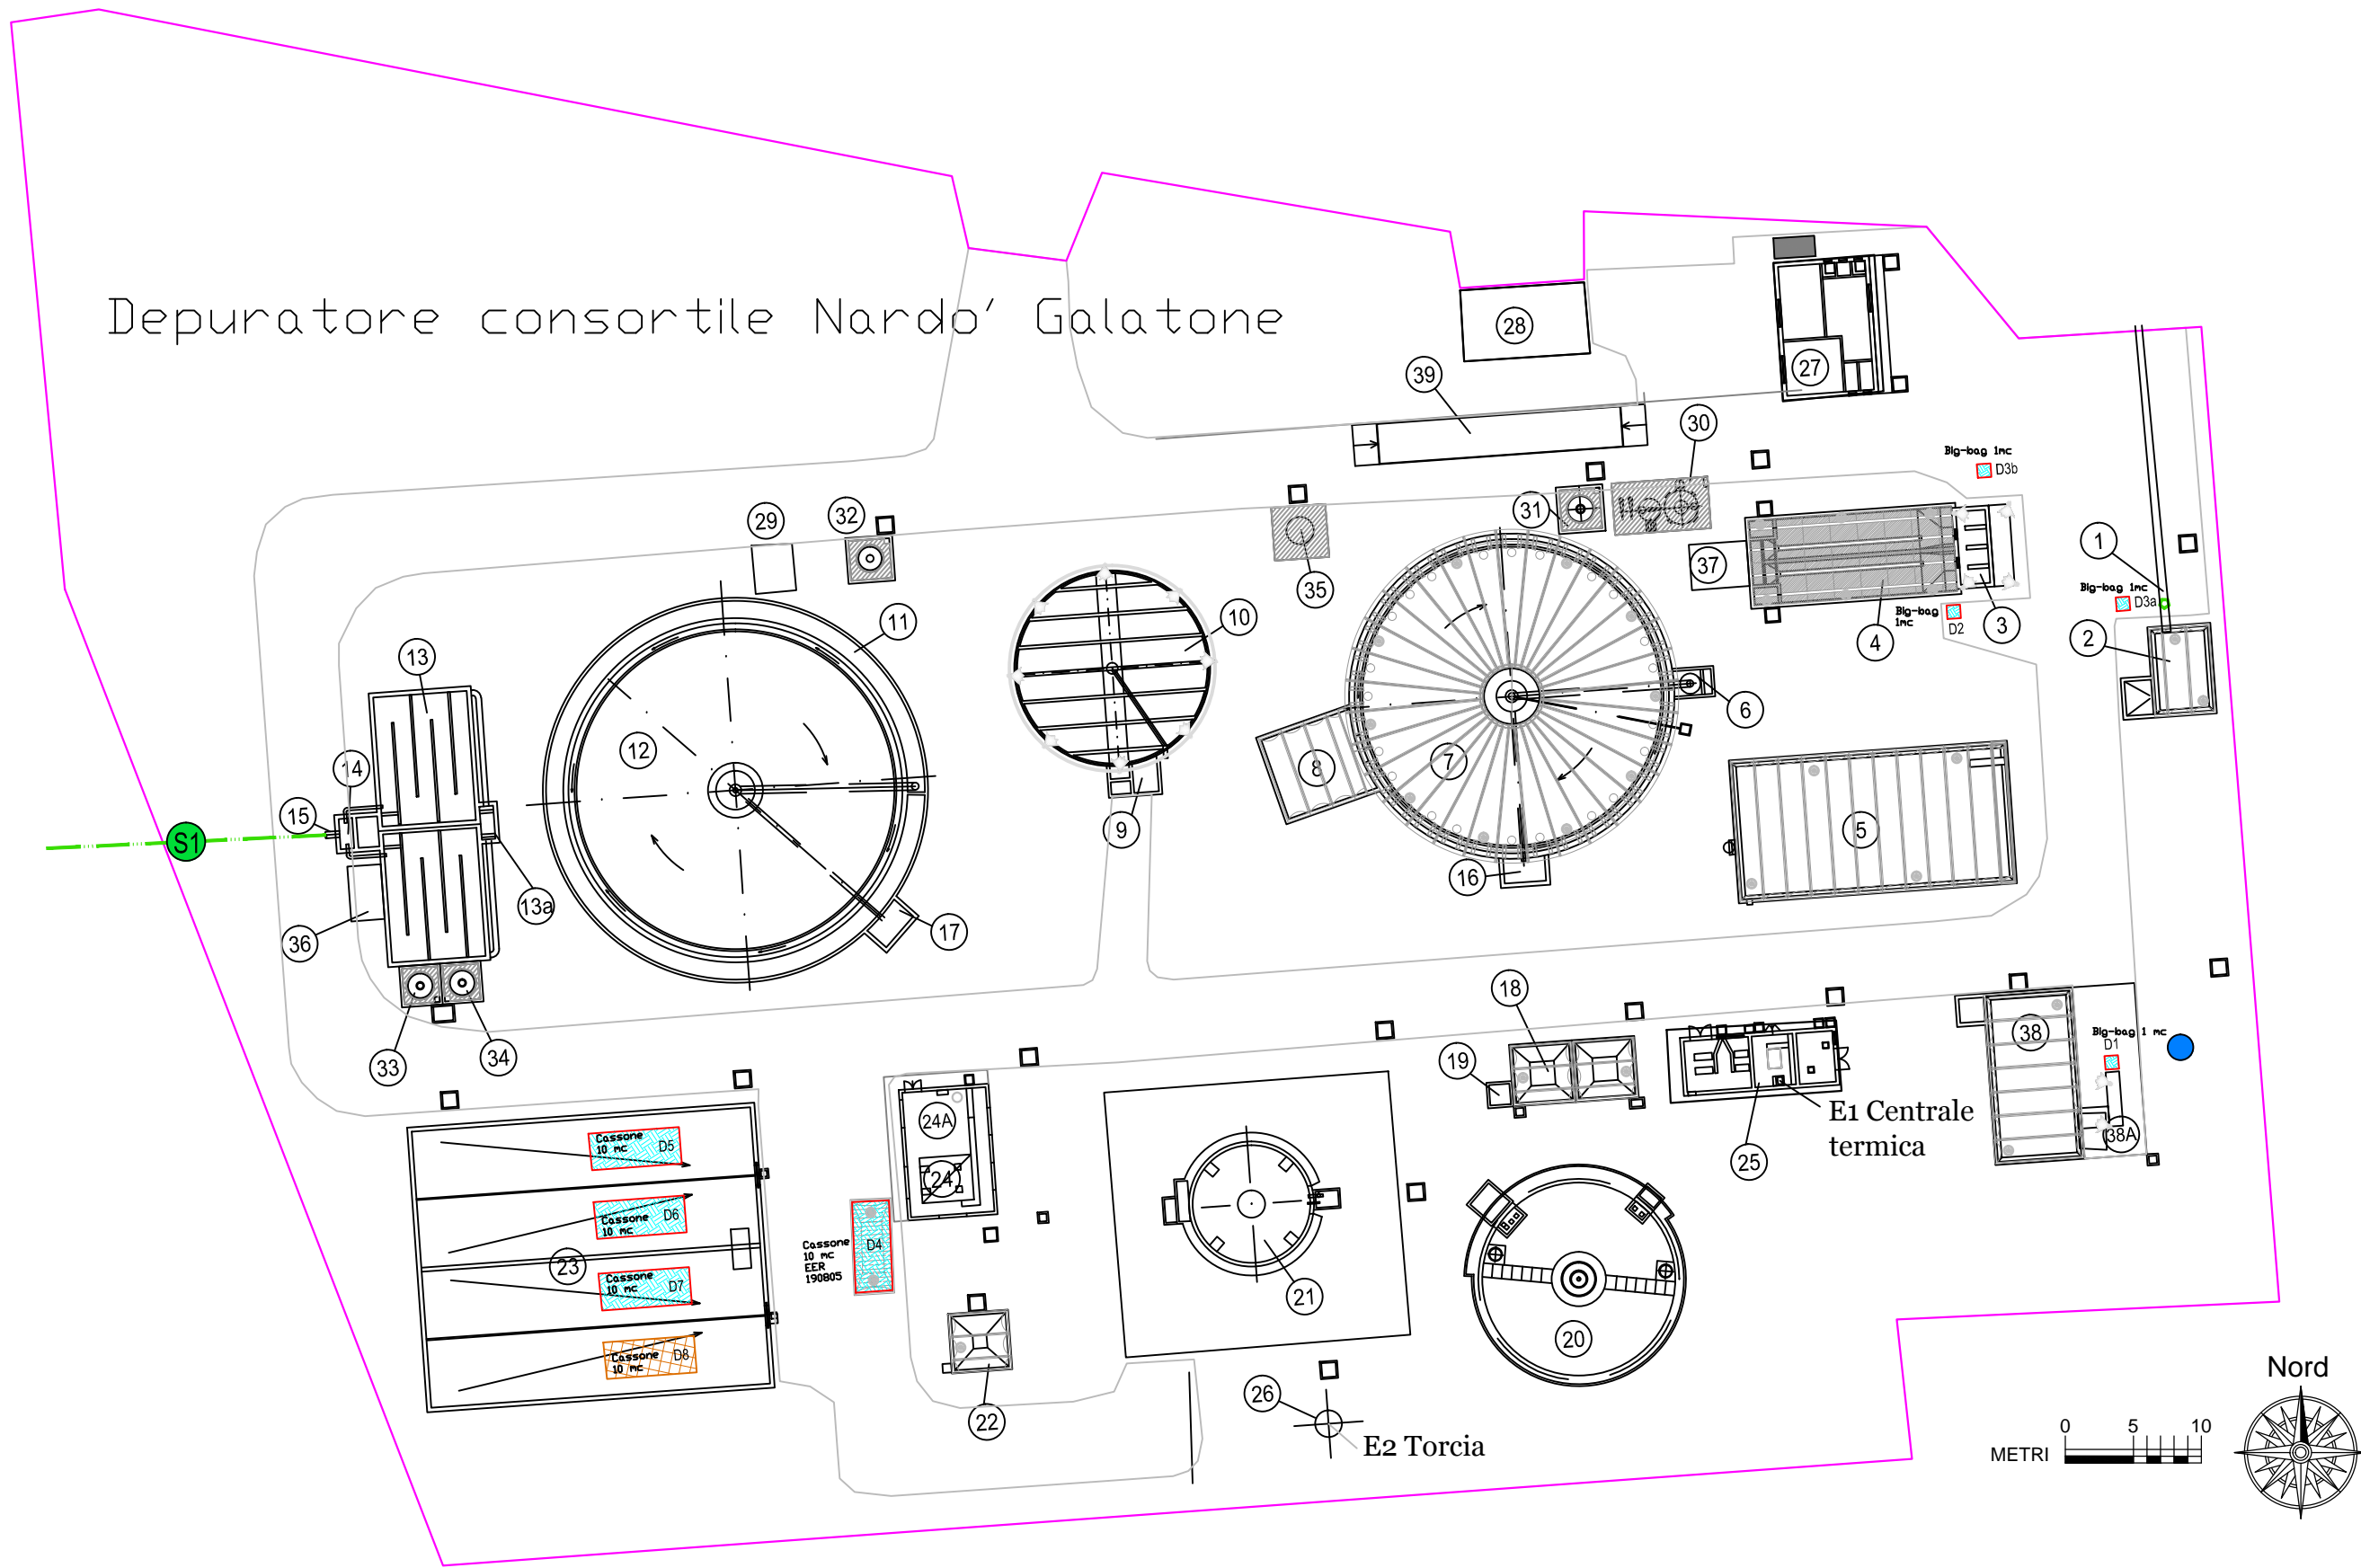 Depuratore consortile Nardo' Galatone
28
27
39
30
Big-bag 1mc
D3b
29
32
31
35
37
1
Big-bag 1mc
D3a
Big-bag
1mc
D2
3
4
2
11
10
13
12
6
14
8
7
15
S1
9
5
16
13a
36
17
33
34
18
19
38
Big-bag 1 mc
D1
E1 Centrale
termica
25
38A
24A
24
Cassone
10 mc
D5
Cassone
10 mc
D6
23
Cassone
10 mc
D7
Cassone
10 mc
D8
Cassone
10 mc
EER
190805
D4
21
20
22
26
E2 Torcia
Nord
METRI
0 5 10